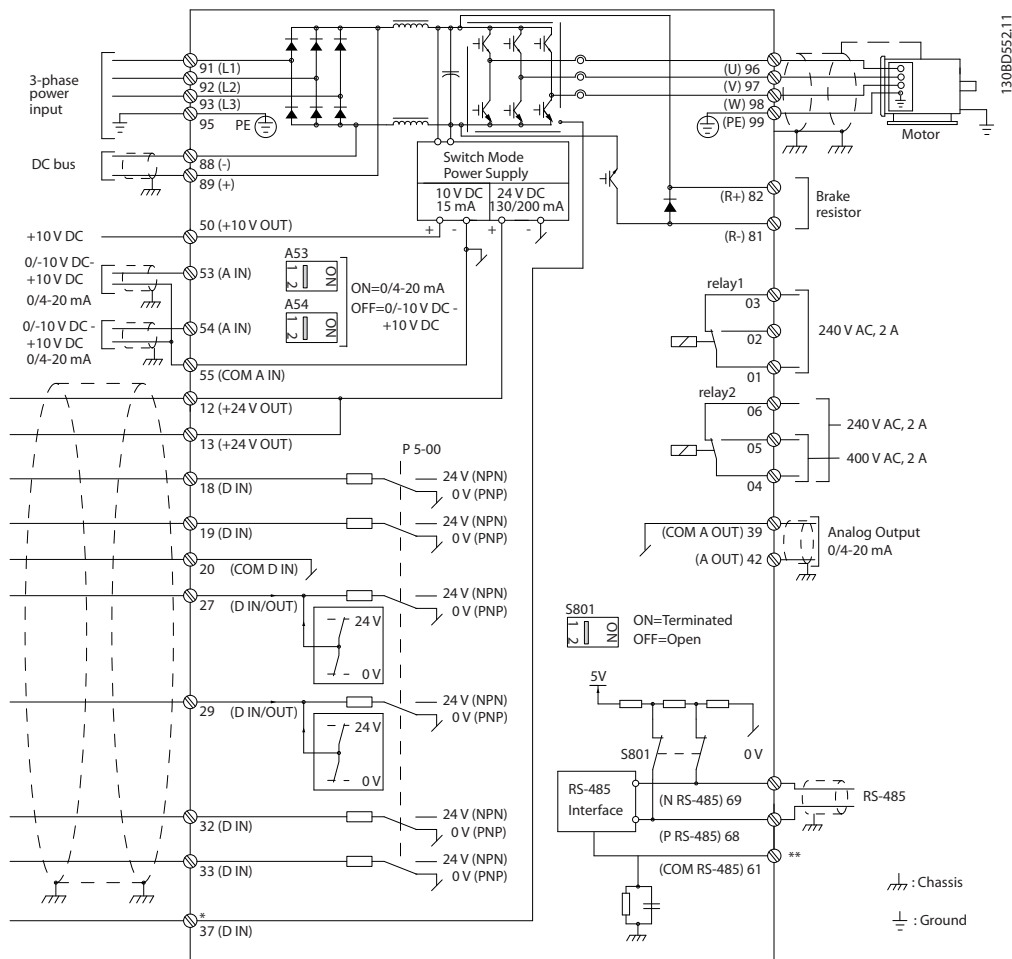 130BD552.11
3-phase
power
input
91 (L1)
92 (L2)
93 (L3)
95
PE
DC bus
88 (-)
89 (+)
+10 V DC
50 (+10 V OUT)
0/-10 V DC-
+10 V DC
0/4-20 mA
53 (A IN)
0/-10 V DC -
+10 V DC
0/4-20 mA
54 (A IN)
55 (COM A IN)
12 (+24 V OUT)
13 (+24 V OUT)
18 (D IN)
19 (D IN)
20 (COM D IN)
27 (D IN/OUT)
24 V
0 V
29 (D IN/OUT)
24 V
0 V
32 (D IN)
33 (D IN)
*
37 (D IN)
Switch Mode
Power Supply
10 V DC
15 mA
24 V DC
130/200 mA
+ - + -
A53
1 2
ON
A54
1 2
ON
ON=0/4-20 mA
OFF=0/-10 V DC -
+10 V DC
P 5-00
24 V (NPN)
0 V (PNP)
24 V (NPN)
0 V (PNP)
24 V (NPN)
0 V (PNP)
24 V (NPN)
0 V (PNP)
24 V (NPN)
0 V (PNP)
24 V (NPN)
0 V (PNP)
(U) 96
(V) 97
(W) 98
(PE) 99
Motor
(R+) 82
(R-) 81
Brake
resistor
relay1
03
02
01
240 V AC, 2 A
relay2
06
05
04
240 V AC, 2 A
400 V AC, 2 A
(COM A OUT) 39
(A OUT) 42
Analog Output
0/4-20 mA
S801
1 2
ON
ON=Terminated
OFF=Open
5V
S801
0 V
RS-485
Interface
(N RS-485) 69
(P RS-485) 68
(COM RS-485) 61
RS-485
**
: Chassis
: Ground